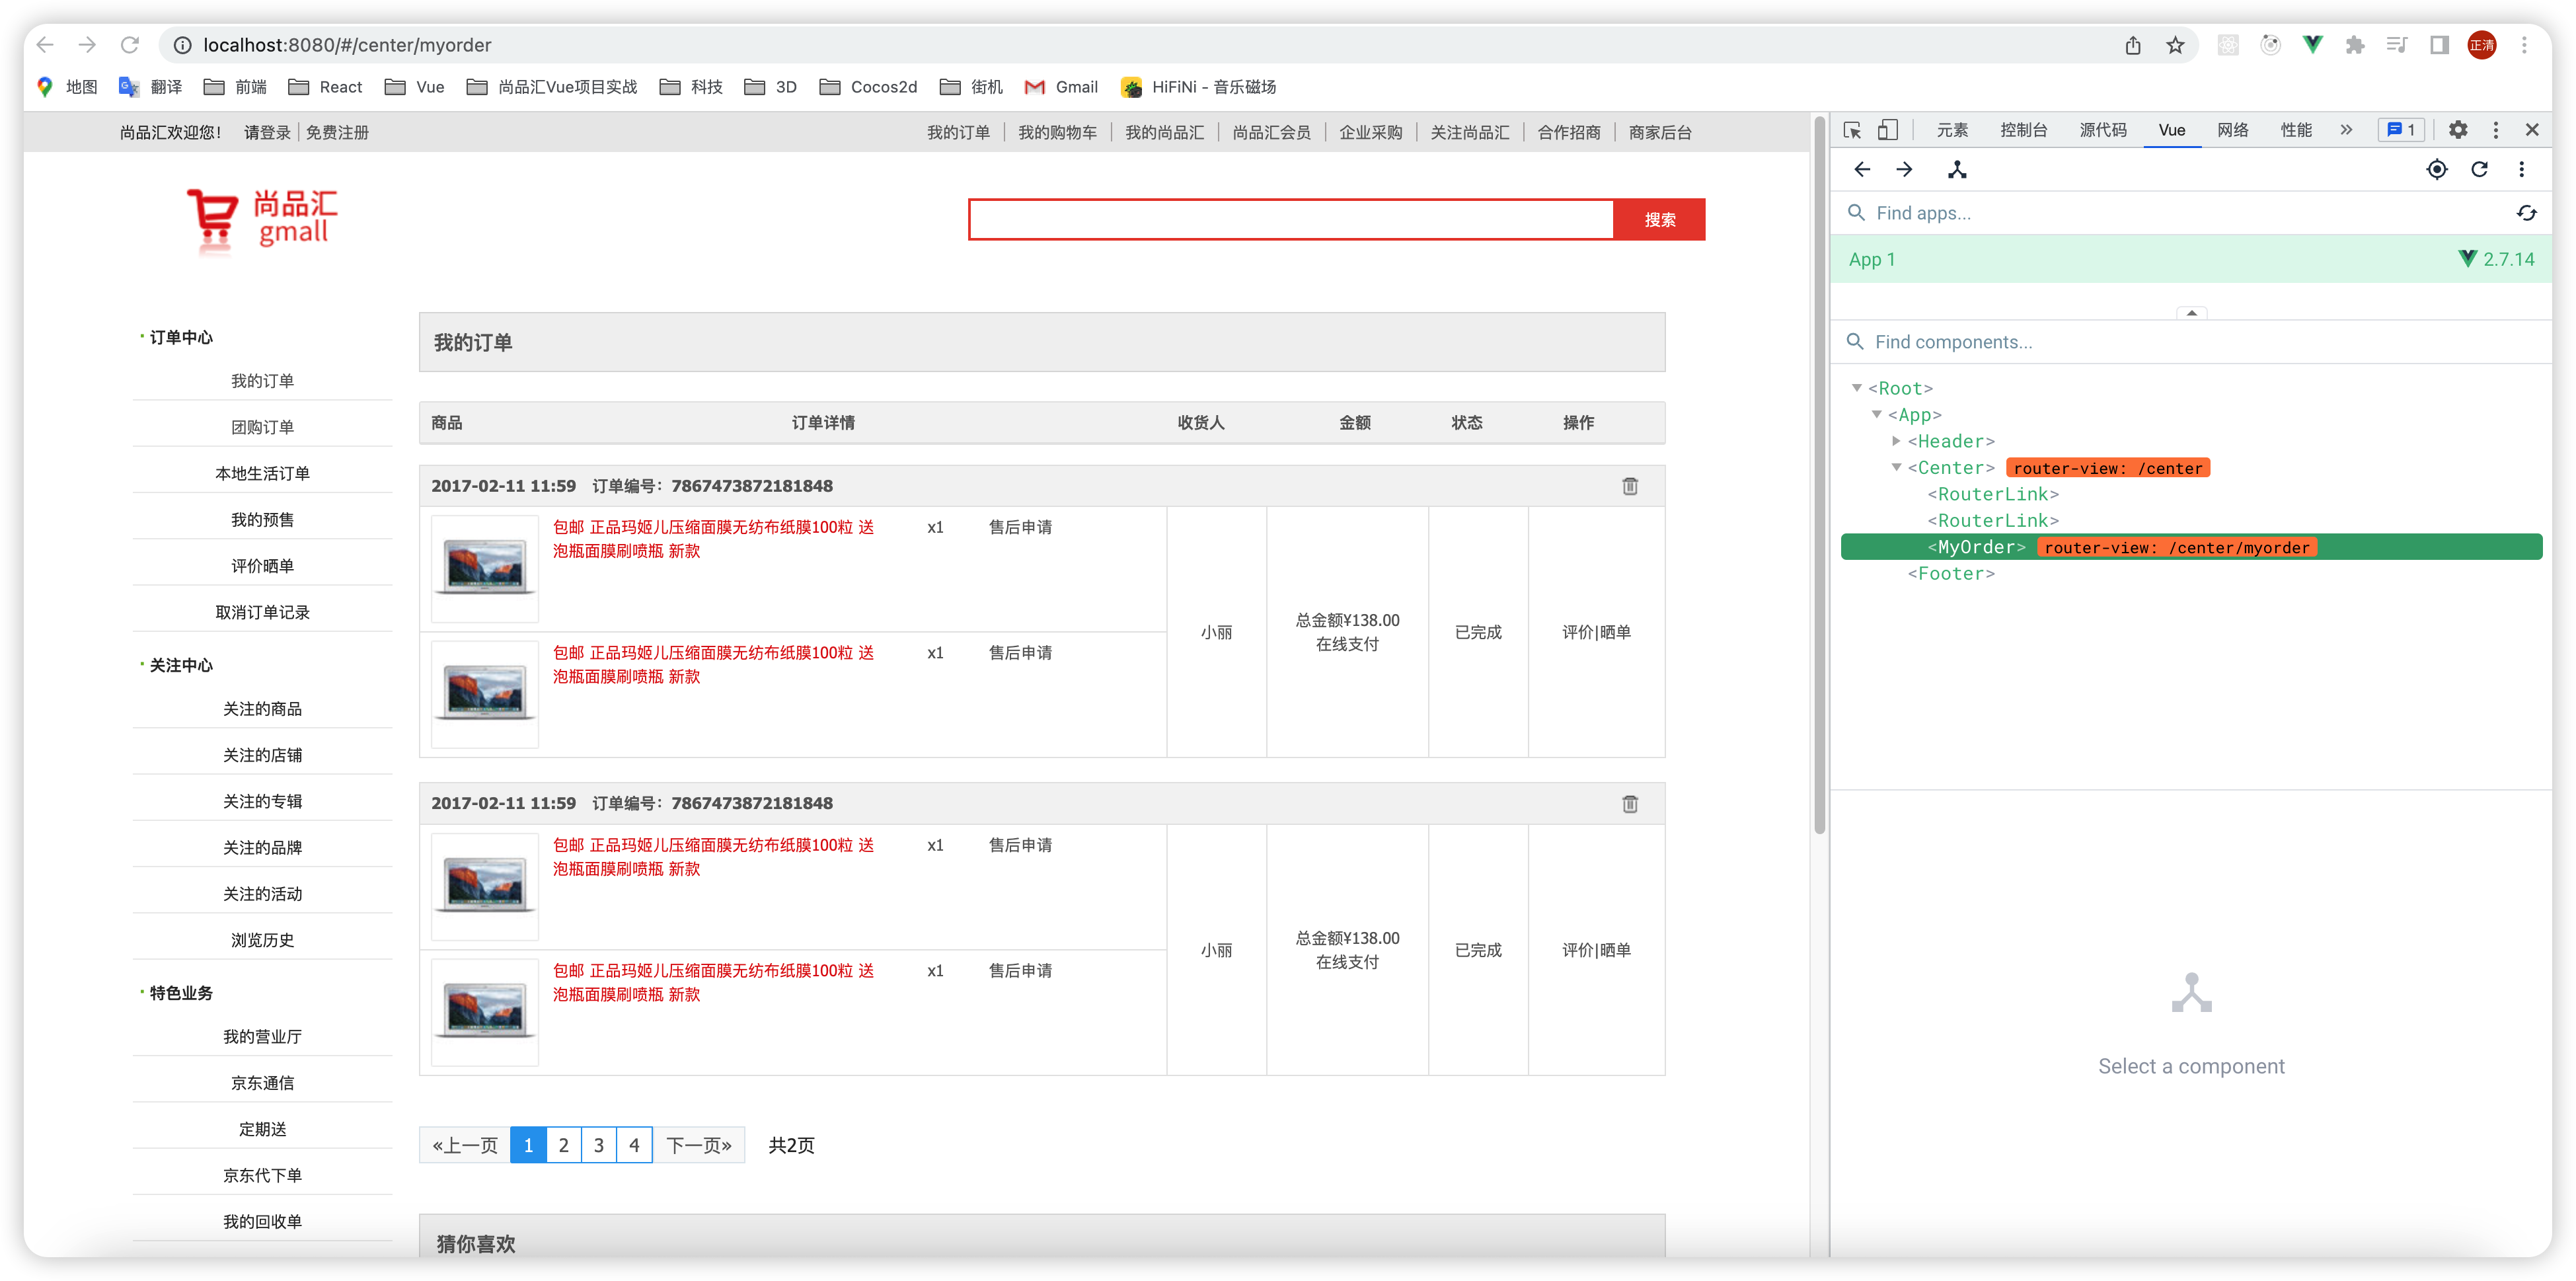 localhost:8080/#/center/myorder
正清
地图 翻译 前端 React Vue 尚品汇Vue项目实战 科技 3D Cocos2d 街机 Gmail HiFiNi - 音乐磁场
尚品汇欢迎您! 请登录 免费注册 我的订单 我的购物车 我的尚品汇 尚品汇会员 企业采购 关注尚品汇 合作招商 商家后台
尚品汇
gmall
搜索
订单中心
我的订单
团购订单
本地生活订单
我的预售
评价晒单
取消订单记录
关注中心
关注的商品
关注的店铺
关注的专辑
关注的品牌
关注的活动
浏览历史
特色业务
我的营业厅
京东通信
定期送
京东代下单
我的回收单
我的订单
商品 订单详情 收货人 金额 状态 操作
2017-02-11 11:59 订单编号：7867473872181848
包邮 正品玛姬儿压缩面膜无纺布纸膜100粒 送 x1 售后申请
泡瓶面膜刷喷瓶 新款
包邮 正品玛姬儿压缩面膜无纺布纸膜100粒 送 x1 售后申请
泡瓶面膜刷喷瓶 新款
小丽
总金额¥138.00
在线支付
已完成
评价|晒单
2017-02-11 11:59 订单编号：7867473872181848
包邮 正品玛姬儿压缩面膜无纺布纸膜100粒 送 x1 售后申请
泡瓶面膜刷喷瓶 新款
包邮 正品玛姬儿压缩面膜无纺布纸膜100粒 送 x1 售后申请
泡瓶面膜刷喷瓶 新款
小丽
总金额¥138.00
在线支付
已完成
评价|晒单
«上一页 1 2 3 4 下一页» 共2页
猜你喜欢
元素 控制台 源代码 Vue 网络 性能 » 1
Find apps...
App 1 2.7.14
Find components...
<Root>
<App>
<Header>
<Center> router-view: /center
<RouterLink>
<RouterLink>
<MyOrder> router-view: /center/myorder
<Footer>
Select a component